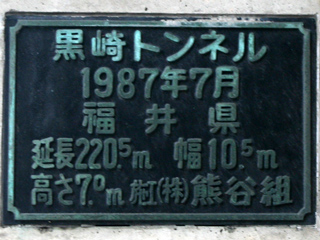 黒崎トンネル
1987年7月
福井県
延長220.5m 幅10.5m
高さ7.0m 施工(株)熊谷組